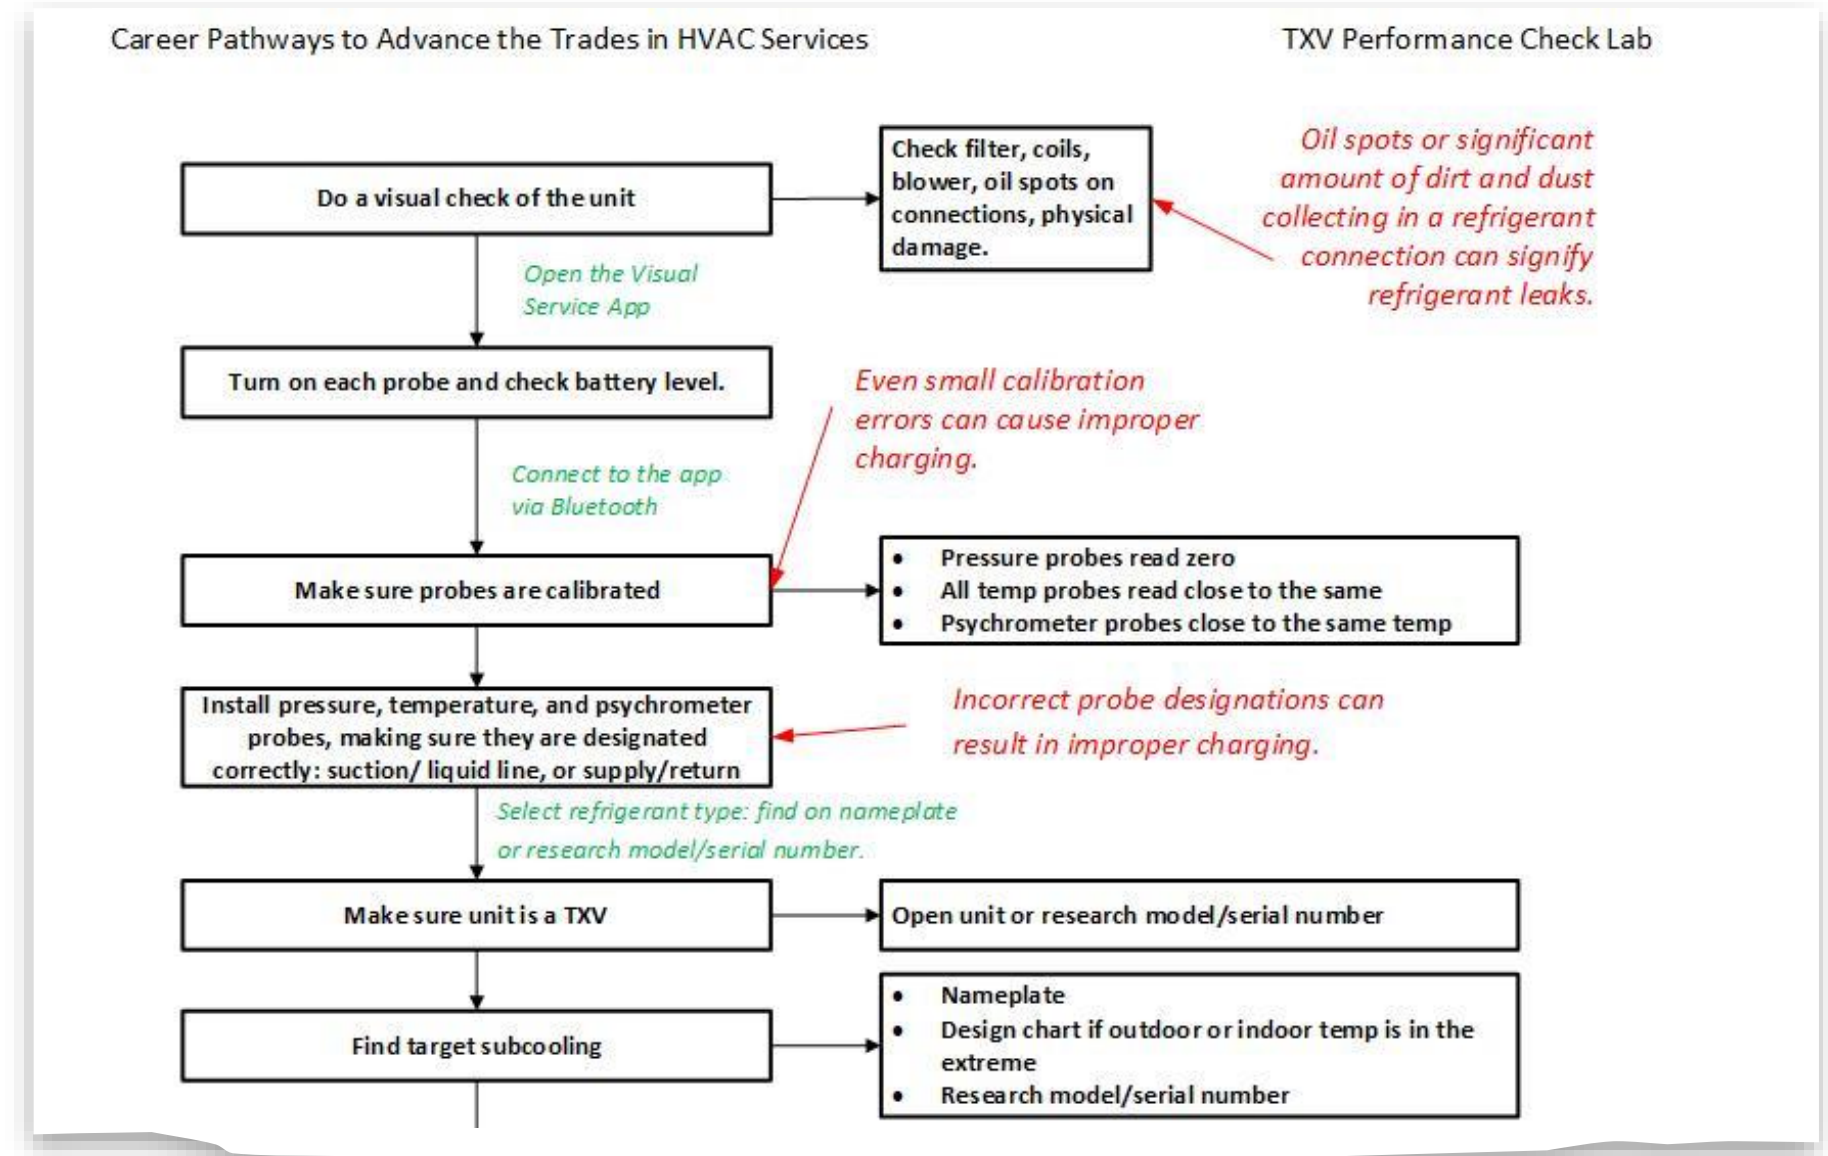 Career Pathways to Advance the Trades in HVAC Services
TXV Performance Check Lab
Do a visual check of the unit
Check filter, coils,
blower, oil spots on
connections, physical
damage.
Oil spots or significant
amount of dirt and dust
collecting in a refrigerant
connection can signify
refrigerant leaks.
Open the Visual
Service App
Turn on each probe and check battery level.
Even small calibration
errors can cause improper
charging.
Connect to the app
via Bluetooth
Make sure probes are calibrated
• Pressure probes read zero
• All temp probes read close to the same
• Psychrometer probes close to the same temp
Install pressure, temperature, and psychrometer
probes, making sure they are designated
correctly: suction/ liquid line, or supply/return
Incorrect probe designations can
result in improper charging.
Select refrigerant type: find on nameplate
or research model/serial number.
Make sure unit is a TXV
Open unit or research model/serial number
Find target subcooling
• Nameplate
• Design chart if outdoor or indoor temp is in the
extreme
• Research model/serial number